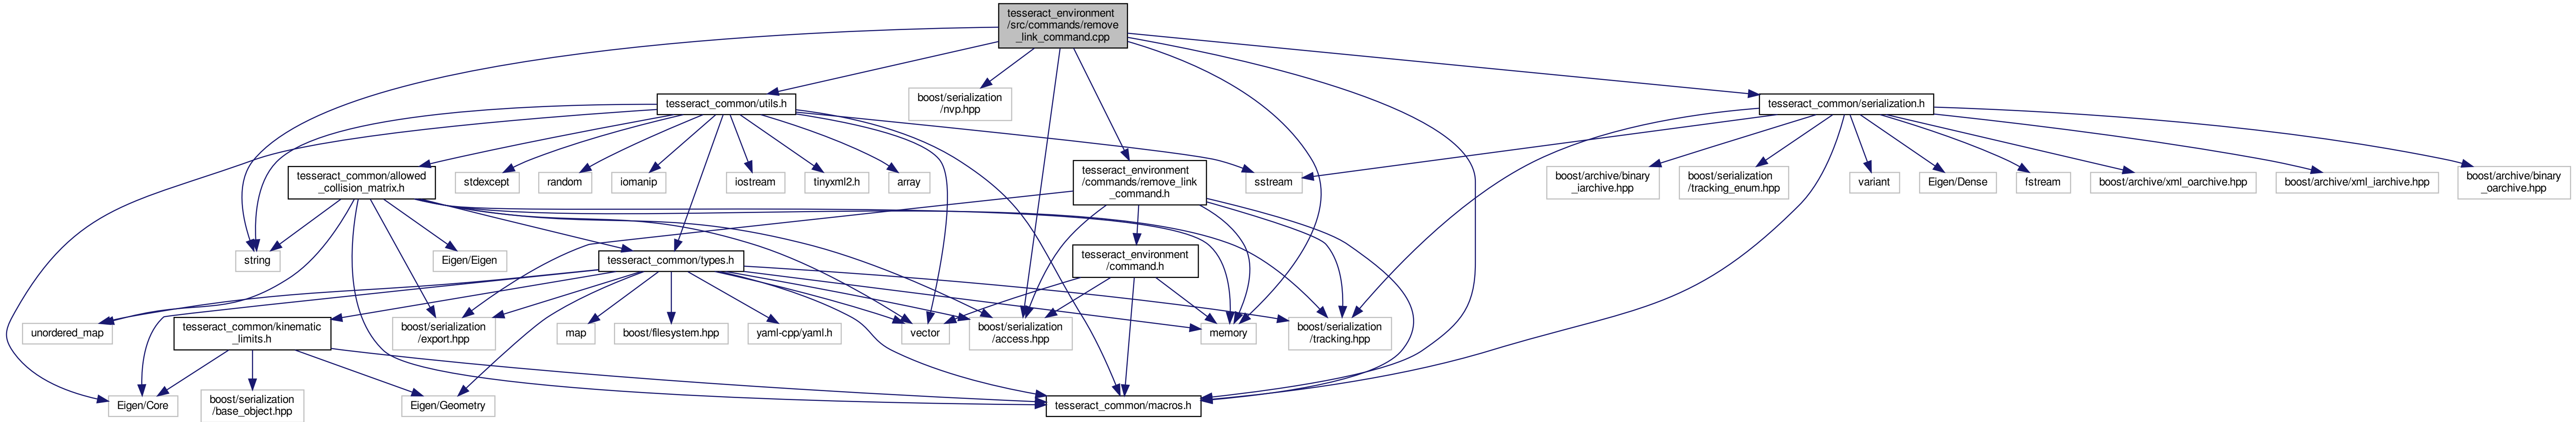 tesseract_environment
/src/commands/remove
_link_command.cpp
tesseract_common/utils.h
boost/serialization
/nvp.hpp
tesseract_common/serialization.h
tesseract_common/allowed
_collision_matrix.h
stdexcept
random
iomanip
iostream
tinyxml2.h
array
tesseract_environment
/commands/remove_link
_command.h
sstream
boost/archive/binary
_iarchive.hpp
boost/serialization
/tracking_enum.hpp
variant
Eigen/Dense
fstream
boost/archive/xml_oarchive.hpp
boost/archive/xml_iarchive.hpp
boost/archive/binary
_oarchive.hpp
string
Eigen/Eigen
tesseract_common/types.h
tesseract_environment
/command.h
unordered_map
tesseract_common/kinematic
_limits.h
boost/serialization
/export.hpp
map
boost/filesystem.hpp
yaml-cpp/yaml.h
vector
boost/serialization
/access.hpp
memory
boost/serialization
/tracking.hpp
Eigen/Core
boost/serialization
/base_object.hpp
Eigen/Geometry
tesseract_common/macros.h